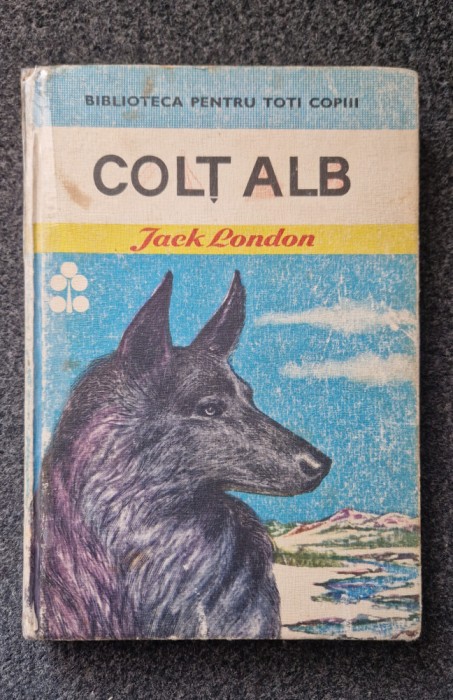 BIBLIOTECA PENTRU TOTI COPIII
COLȚ ALB
Jack London